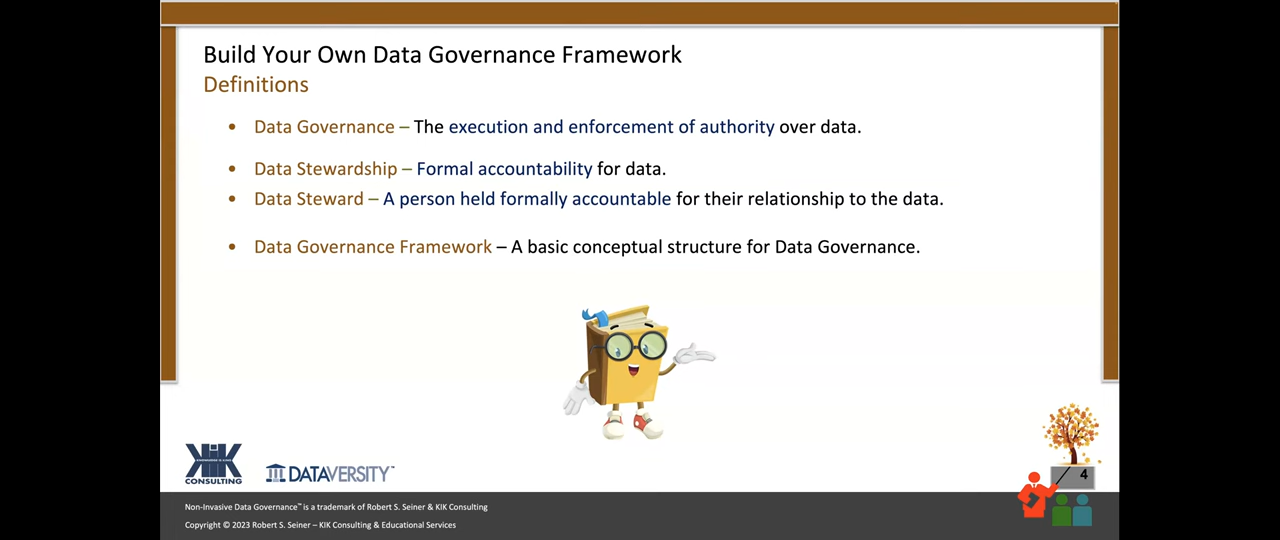 Build Your Own Data Governance Framework
Definitions
• Data Governance – The execution and enforcement of authority over data.
• Data Stewardship – Formal accountability for data.
• Data Steward – A person held formally accountable for their relationship to the data.
• Data Governance Framework – A basic conceptual structure for Data Governance.
KIK
CONSULTING
DATAVERSITY™
4
Non-Invasive Data Governance™ is a trademark of Robert S. Seiner & KIK Consulting
Copyright © 2023 Robert S. Seiner – KIK Consulting & Educational Services